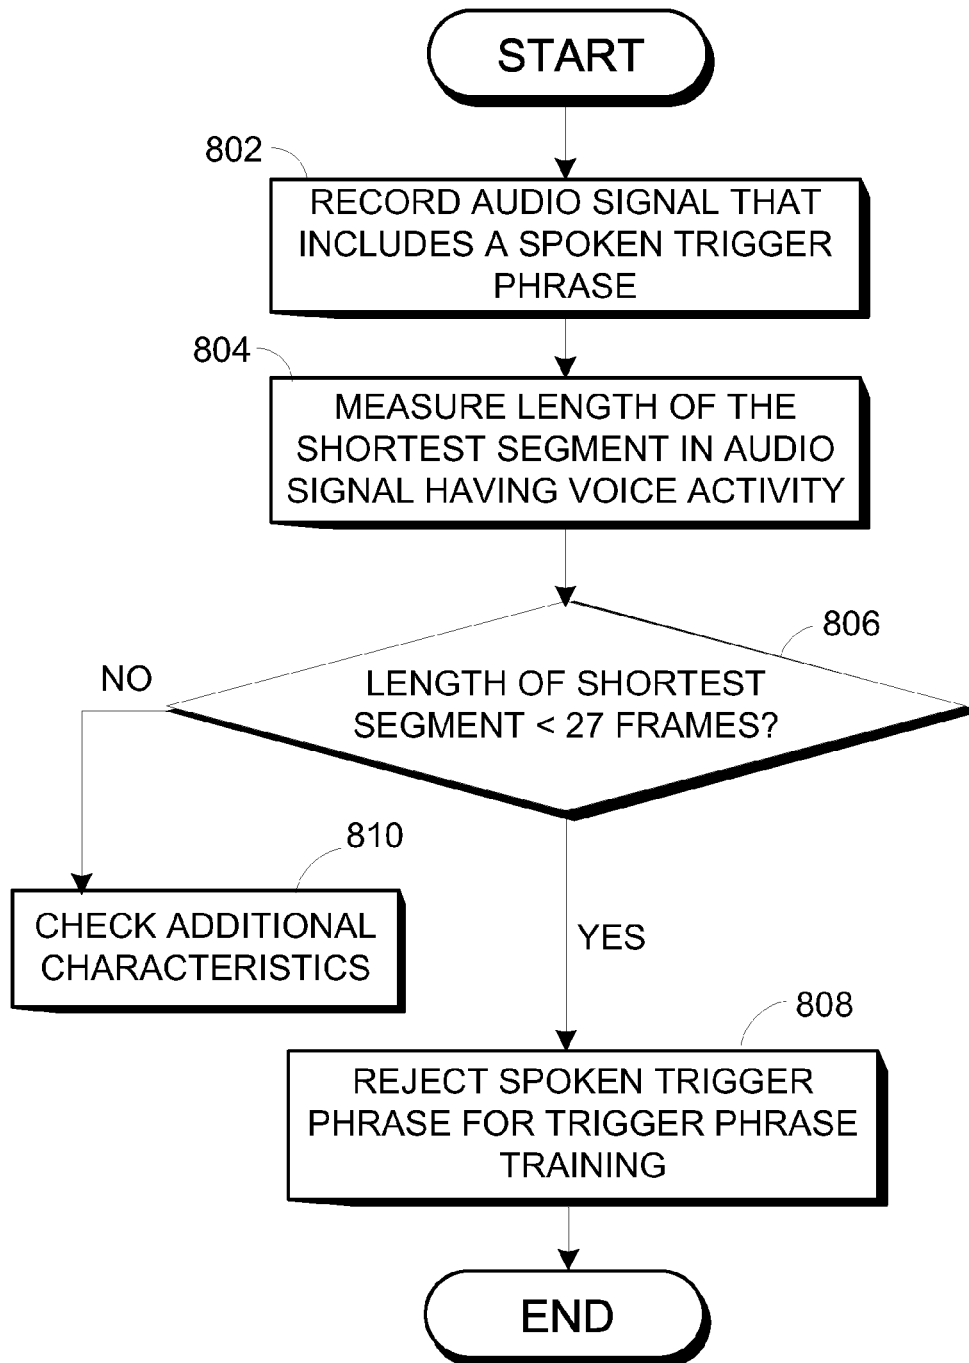 START
802
RECORD AUDIO SIGNAL THAT
INCLUDES A SPOKEN TRIGGER
PHRASE
804
MEASURE LENGTH OF THE
SHORTEST SEGMENT IN AUDIO
SIGNAL HAVING VOICE ACTIVITY
806
LENGTH OF SHORTEST
SEGMENT < 27 FRAMES?
NO
810
CHECK ADDITIONAL
CHARACTERISTICS
YES
808
REJECT SPOKEN TRIGGER
PHRASE FOR TRIGGER PHRASE
TRAINING
END